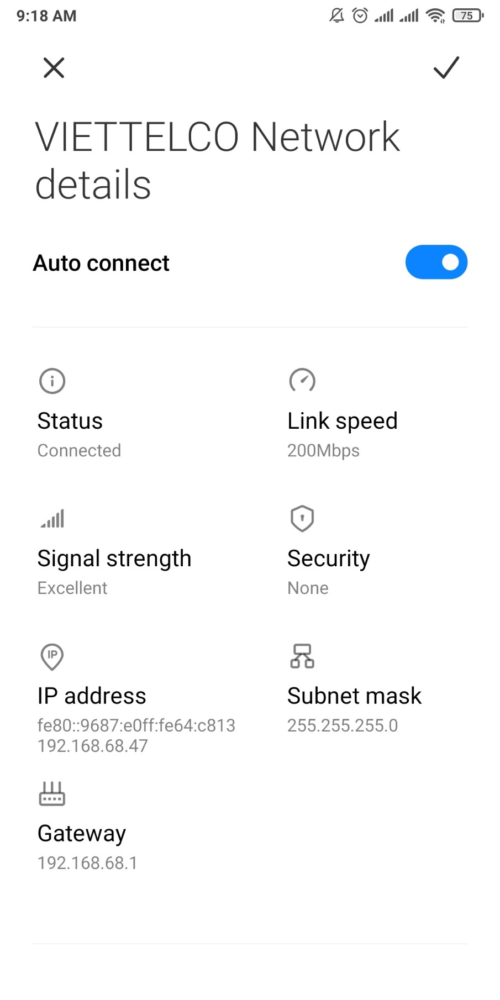 9:18 AM
75
VIETTELCO Network
details
Auto connect
Status
Connected
Link speed
200Mbps
Signal strength
Excellent
Security
None
IP
IP address
fe80::9687:e0ff:fe64:c813
192.168.68.47
Subnet mask
255.255.255.0
Gateway
192.168.68.1